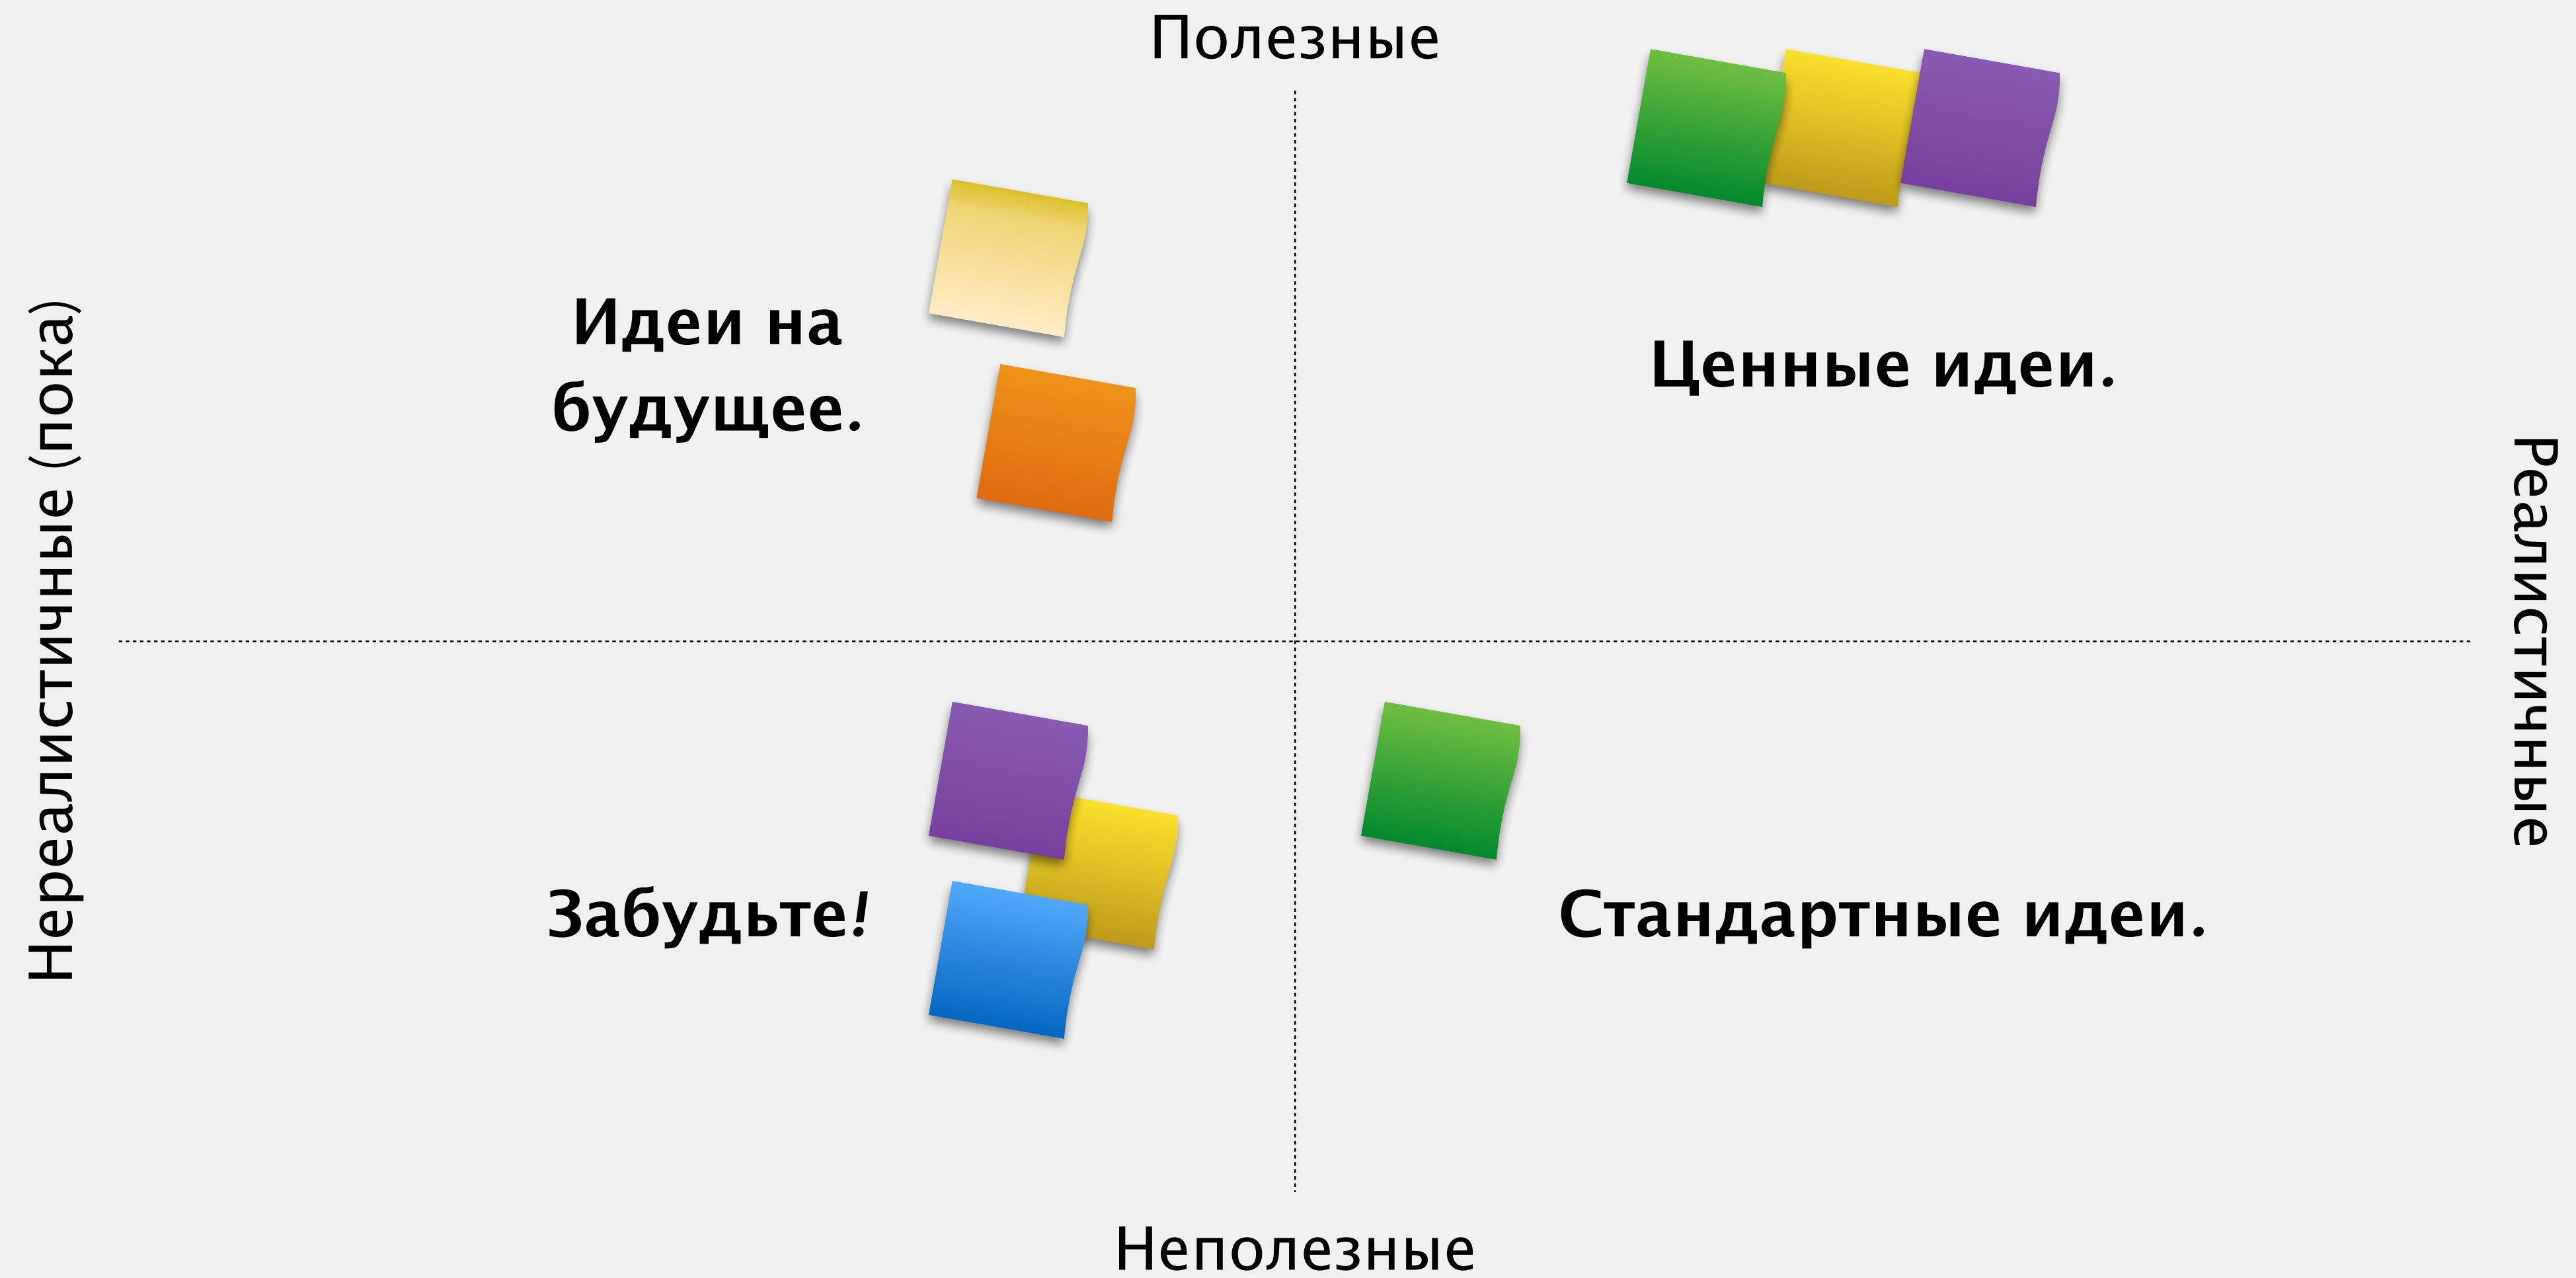 Полезные
Идеи на
будущее.
Ценные идеи.
Нереалистичные (пока)
Реалистичные
Забудьте!
Стандартные идеи.
Неполезные